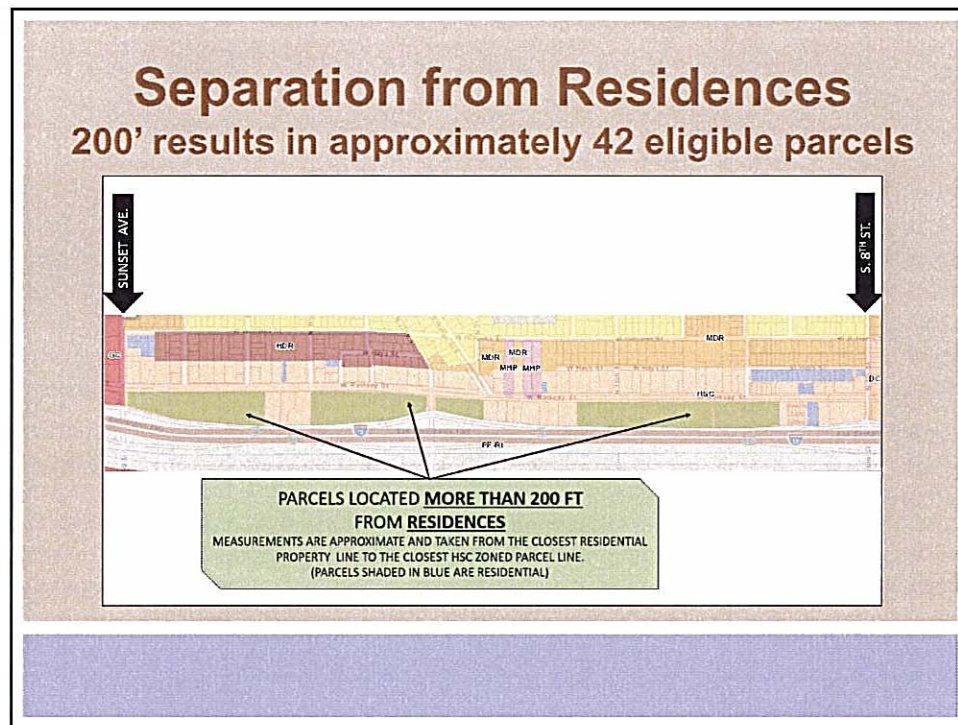 Separation from Residences
200' results in approximately 42 eligible parcels
SUNSET AVE.
S. 8TH ST.
HDR
MDR
MDR
MDR
MHP
MHP
HSC
DC
PF-RI
PARCELS LOCATED MORE THAN 200 FT
FROM RESIDENCES
MEASUREMENTS ARE APPROXIMATE AND TAKEN FROM THE CLOSEST RESIDENTIAL
PROPERTY LINE TO THE CLOSEST HSC ZONED PARCEL LINE.
(PARCELS SHADED IN BLUE ARE RESIDENTIAL)